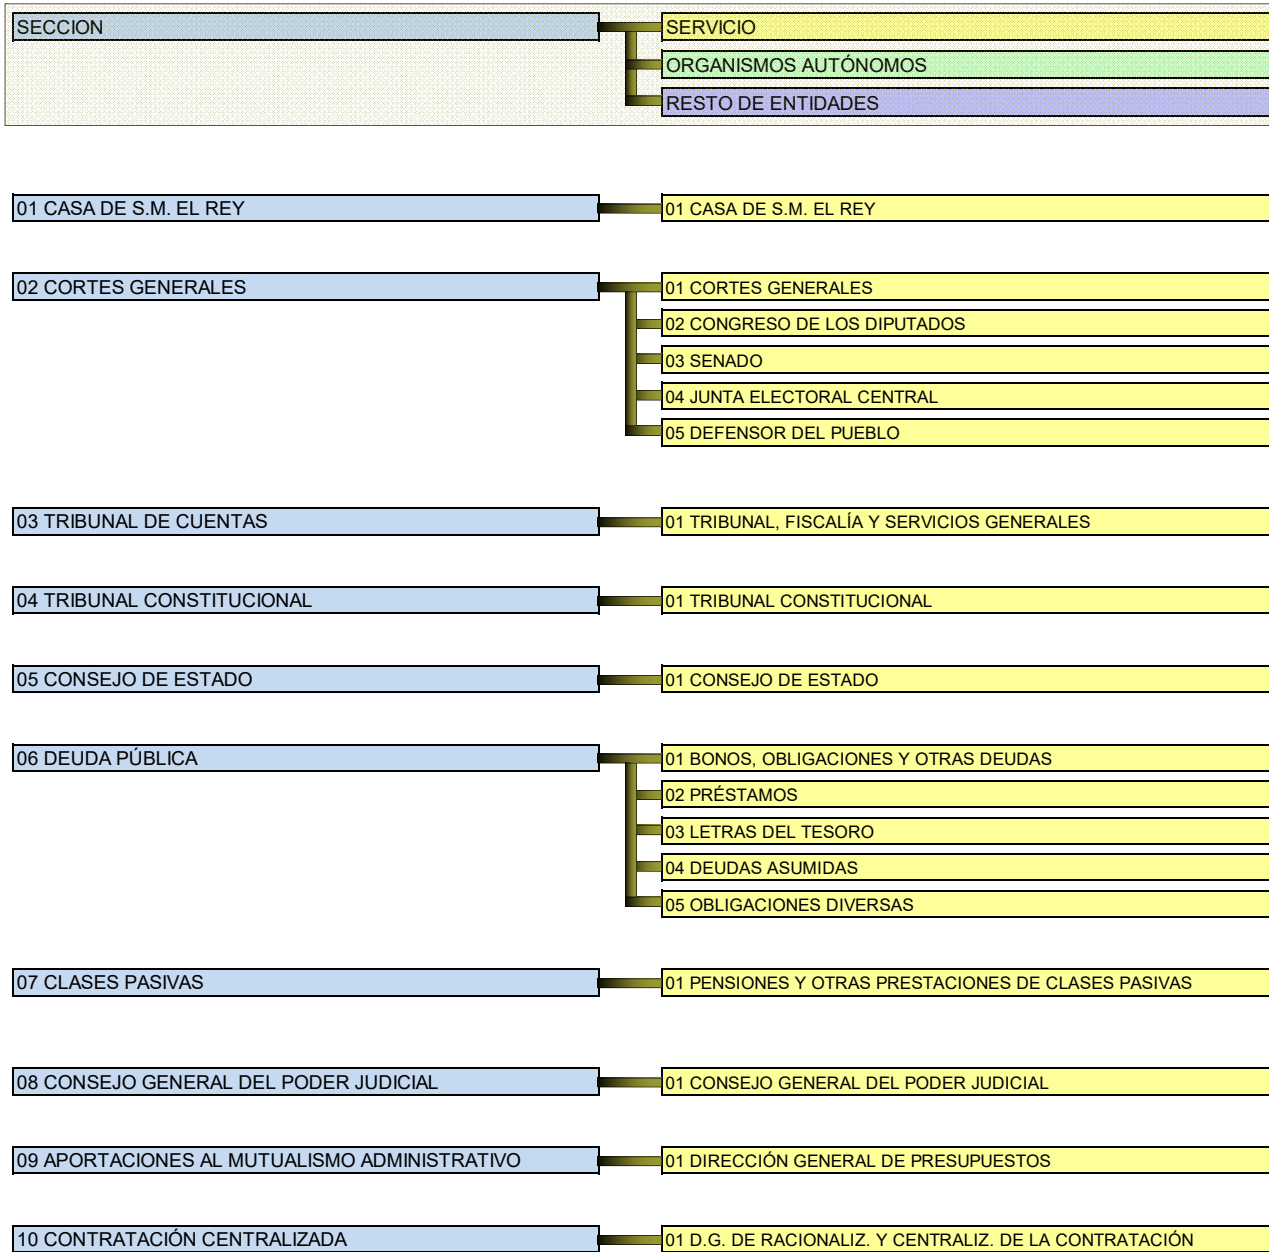 SECCION
SERVICIO
ORGANISMOS AUTÓNOMOS
RESTO DE ENTIDADES
01 CASA DE S.M. EL REY
01 CASA DE S.M. EL REY
02 CORTES GENERALES
01 CORTES GENERALES
02 CONGRESO DE LOS DIPUTADOS
03 SENADO
04 JUNTA ELECTORAL CENTRAL
05 DEFENSOR DEL PUEBLO
03 TRIBUNAL DE CUENTAS
01 TRIBUNAL, FISCALÍA Y SERVICIOS GENERALES
04 TRIBUNAL CONSTITUCIONAL
01 TRIBUNAL CONSTITUCIONAL
05 CONSEJO DE ESTADO
01 CONSEJO DE ESTADO
06 DEUDA PÚBLICA
01 BONOS, OBLIGACIONES Y OTRAS DEUDAS
02 PRÉSTAMOS
03 LETRAS DEL TESORO
04 DEUDAS ASUMIDAS
05 OBLIGACIONES DIVERSAS
07 CLASES PASIVAS
01 PENSIONES Y OTRAS PRESTACIONES DE CLASES PASIVAS
08 CONSEJO GENERAL DEL PODER JUDICIAL
01 CONSEJO GENERAL DEL PODER JUDICIAL
09 APORTACIONES AL MUTUALISMO ADMINISTRATIVO
01 DIRECCIÓN GENERAL DE PRESUPUESTOS
10 CONTRATACIÓN CENTRALIZADA
01 D.G. DE RACIONALIZ. Y CENTRALIZ. DE LA CONTRATACIÓN